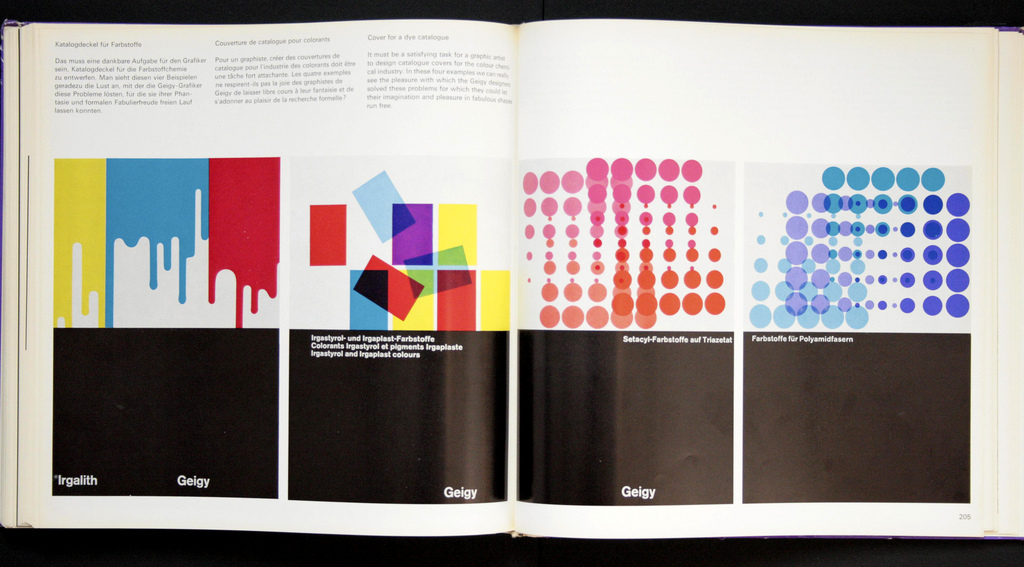 Katalogdeckel für Farbstoffe
Das muss eine dankbare Aufgabe für den Grafiker
sein, Katalogdeckel für die Farbstoffchemie
zu entwerfen. Man sieht diesen vier Beispielen
geradezu die Lust an, mit der die Geigy-Grafiker
diese Probleme lösten, für die sie ihrer Phan-
tasie und formalen Fabulierfreude freien Lauf
lassen konnten.
Couverture de catalogue pour colorants
Pour un graphiste, créer des couvertures de
catalogue pour l'industrie des colorants doit être
une tâche fort attachante. Les quatre exemples
ne respirent-ils pas la joie des graphistes de
Geigy de laisser libre cours à leur fantaisie et de
s'adonner au plaisir de la recherche formelle?
Cover for a dye catalogue
It must be a satisfying task for a graphic artist
to design catalogue covers for the colour chemi-
cal industry. In these four examples we can really
see the pleasure with which the Geigy designers
solved these problems for which they could let
their imagination and pleasure in fabulous shapes
run free.
Irgastyrol- und Irgaplast-Farbstoffe
Colorants Irgastyrol et pigments Irgaplaste
Irgastyrol and Irgaplast colours
Setacyl-Farbstoffe auf Triazetat
Farbstoffe für Polyamidfasern
®Irgalith
Geigy
Geigy
Geigy
205